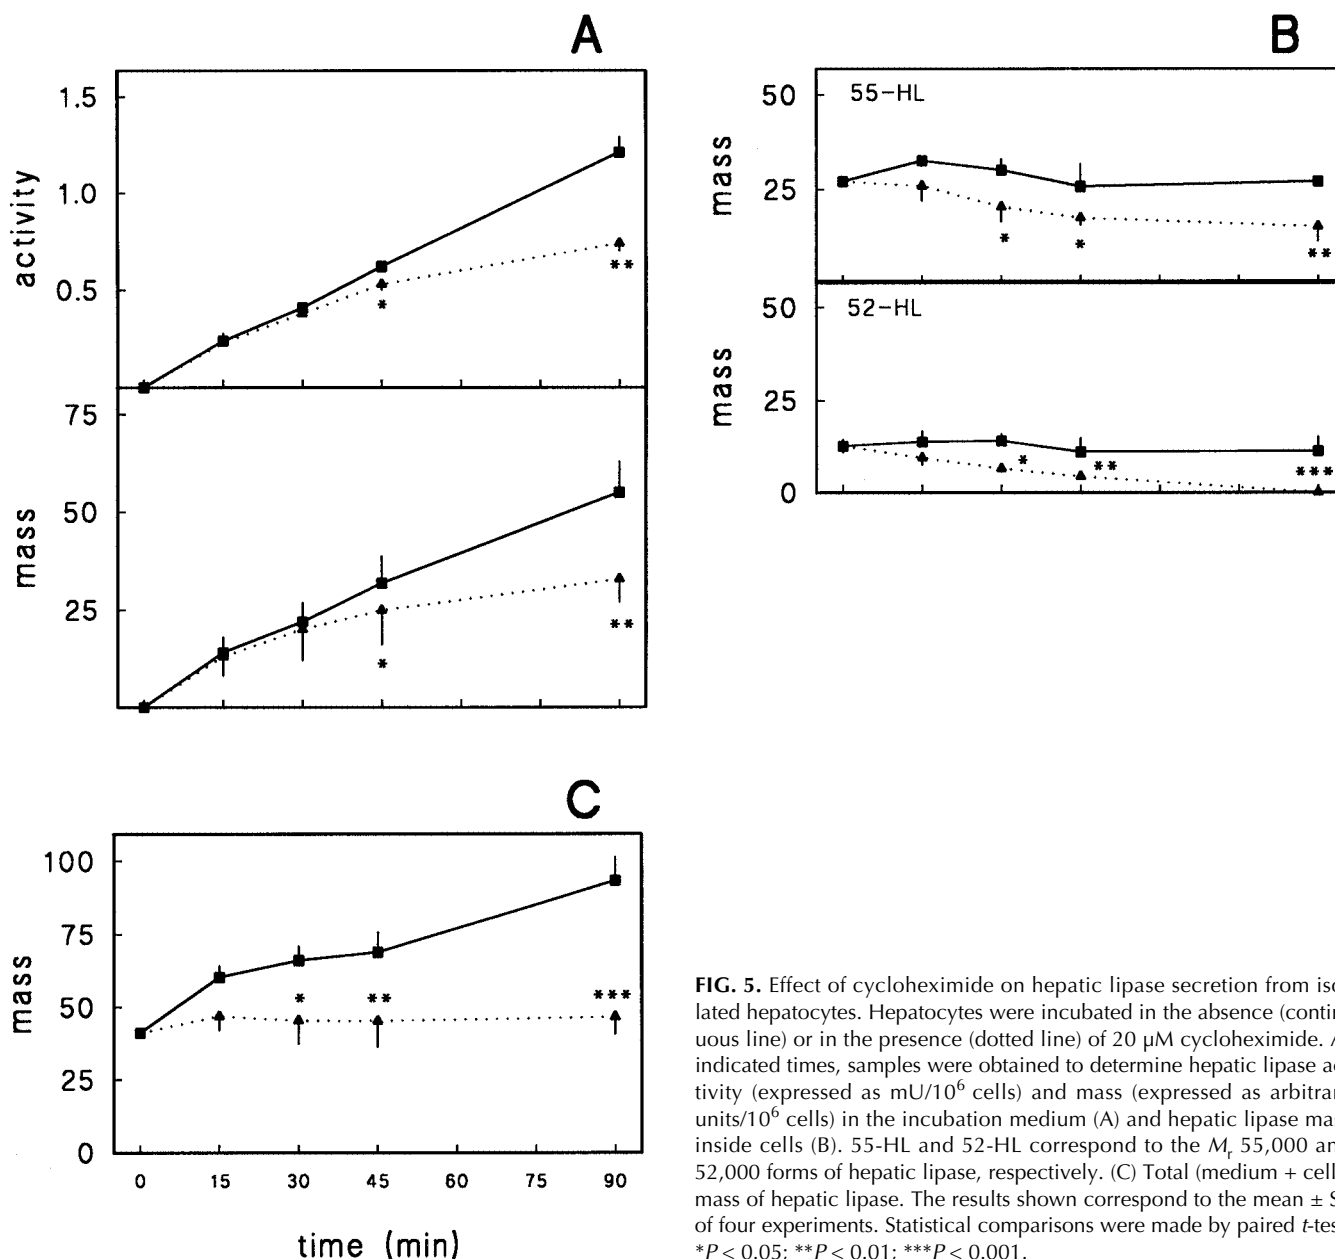 A
B
1.5
1.0
0.5
activity
75
50
25
mass
*
**
*
**
55-HL
50
25
mass
*
*
**
52-HL
50
25
0
mass
*
**
***
C
100
75
50
25
0
mass
*
**
***
0 15 30 45 60 75 90
time (min)
FIG. 5. Effect of cycloheximide on hepatic lipase secretion from iso
lated hepatocytes. Hepatocytes were incubated in the absence (contin
uous line) or in the presence (dotted line) of 20 µM cycloheximide. A
indicated times, samples were obtained to determine hepatic lipase ac
tivity (expressed as mU/10⁶ cells) and mass (expressed as arbitrar
units/10⁶ cells) in the incubation medium (A) and hepatic lipase mas
inside cells (B). 55-HL and 52-HL correspond to the Mr 55,000 an
52,000 forms of hepatic lipase, respectively. (C) Total (medium + cell
mass of hepatic lipase. The results shown correspond to the mean ± S
of four experiments. Statistical comparisons were made by paired t-tes
*P < 0.05; **P < 0.01; ***P < 0.001.